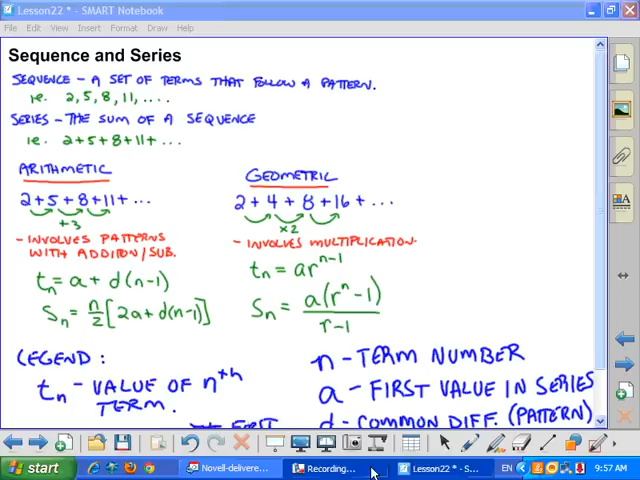 Lesson22 * - SMART Notebook
File Edit View Insert Format Draw
Sequence and Series
SEQUENCE - A SET OF TERMS THAT FOLLOW A PATTERN.
ie. 2, 5, 8, 11, ....
SERIES - THE SUM OF A SEQUENCE
ie. 2+5+8+11+ ...
ARITHMETIC
2+5+8+11+ ...
+3
- INVOLVES PATTERNS
WITH ADDITION/SUB.
tn = a + d(n-1)
Sn = n/2 [2a + d(n-1)]
GEOMETRIC
2 + 4 + 8 + 16 + ...
x2
- INVOLVES MULTIPLICATION.
tn = ar^n-1
Sn = a(r^n - 1)
r-1
LEGEND:
tn - VALUE OF nth
TERM.
n - TERM NUMBER
a - FIRST VALUE IN SERIES
d - COMMON DIFF. (PATTERN)
start
Novell-delivere...
Recording...
Lesson22 * - S...
EN
9:57 AM